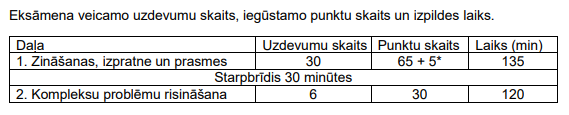 Eksāmena veicamo uzdevumu skaits, iegūstamo punktu skaits un izpildes laiks.
Daļa Uzdevumu skaits Punktu skaits Laiks (min)
1. Zināšanas, izpratne un prasmes 30 65 + 5* 135
Starpbrīdis 30 minūtes
2. Kompleksu problēmu risināšana 6 30 120